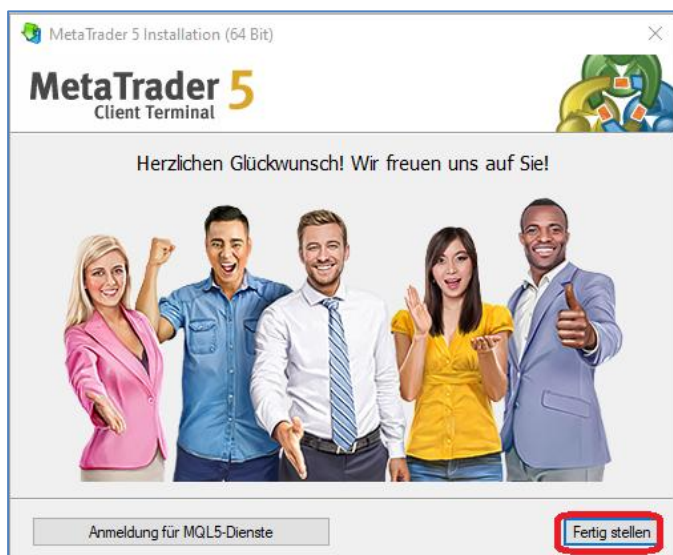 MetaTrader 5 Installation (64 Bit)
MetaTrader 5
Client Terminal
Herzlichen Glückwunsch! Wir freuen uns auf Sie!
Anmeldung für MQL5-Dienste
Fertig stellen